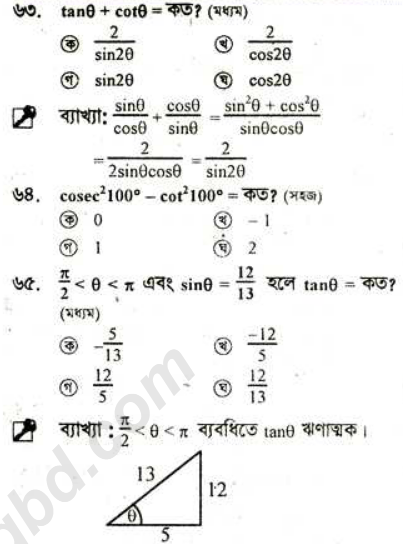 ৬৩. tanθ + cotθ = কত? (মধ্যম)
ক 2/sin2θ খ 2/cos2θ
গ sin2θ ঘ cos2θ
ব্যাখ্যা: sinθ/cosθ + cosθ/sinθ = (sin²θ + cos²θ)/(sinθcosθ)
= 2/(2sinθcosθ) = 2/sin2θ
৬৪. cosec²100° − cot²100° = কত? (সহজ)
ক 0 খ − 1
গ 1 ঘ 2
৬৫. π/2 < θ < π এবং sinθ = 12/13 হলে tanθ = কত?
(মধ্যম)
ক −5/13 খ −12/5
গ 12/5 ঘ 12/13
ব্যাখ্যা : π/2 < θ < π ব্যবধিতে tanθ ঋণাত্মক।
13
12
θ
5
bd.com